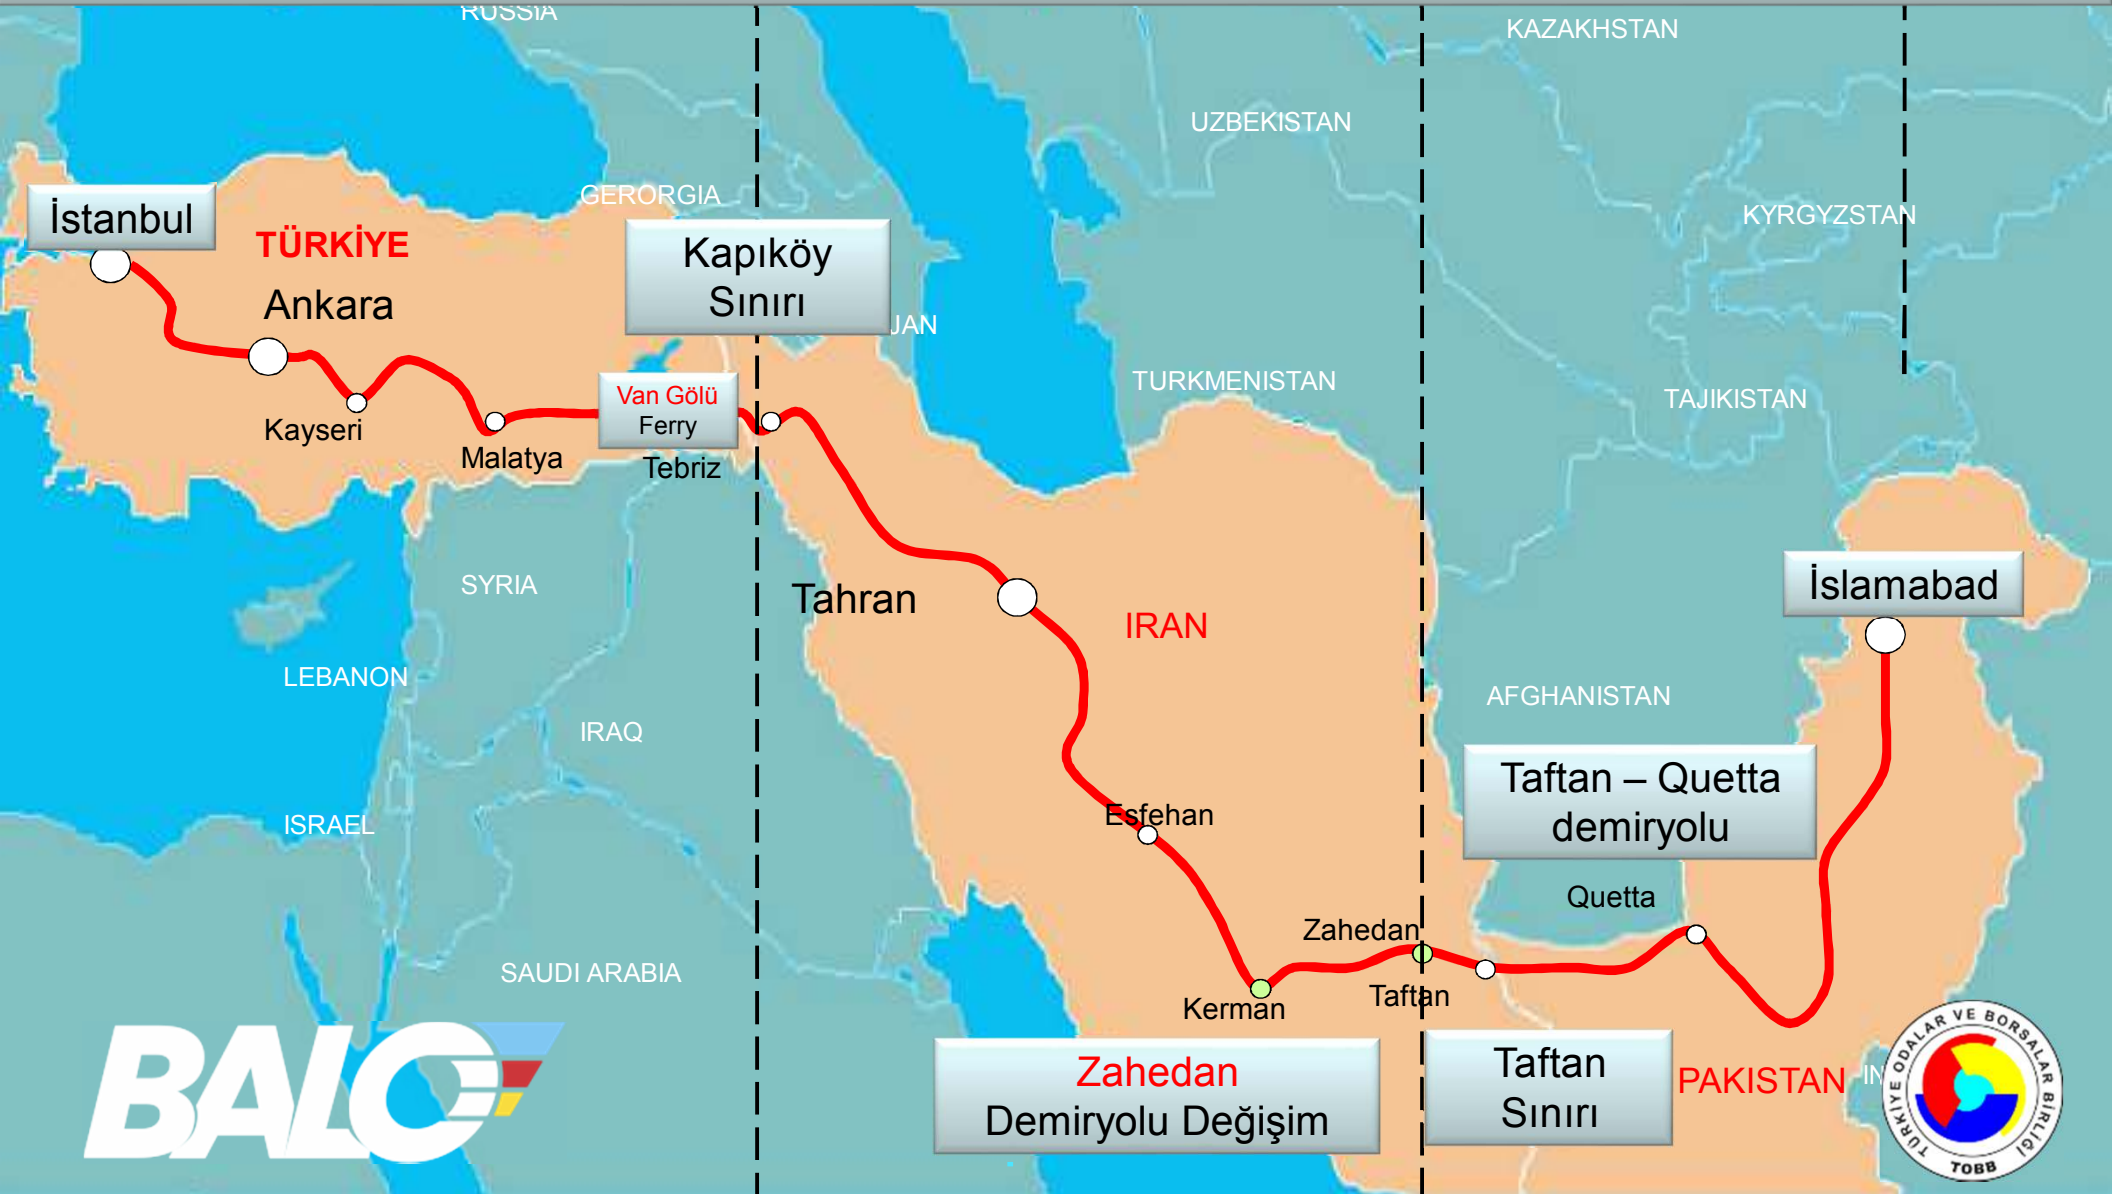 RUSSIA
KAZAKHSTAN
UZBEKISTAN
GERORGIA
KYRGYZSTAN
İstanbul
TÜRKİYE
Kapıköy
Sınırı
Ankara
JAN
TURKMENISTAN
TAJIKISTAN
Van Gölü
Ferry
Kayseri
Malatya
Tebriz
SYRIA
Tahran
IRAN
İslamabad
LEBANON
AFGHANISTAN
IRAQ
Taftan – Quetta
demiryolu
ISRAEL
Esfehan
Quetta
Zahedan
SAUDI ARABIA
Kerman
Taftan
Zahedan
Demiryolu Değişim
Taftan
Sınırı
PAKISTAN
IN
BALO
TÜRKİYE ODALAR VE BORSALAR BİRLİĞİ
TOBB